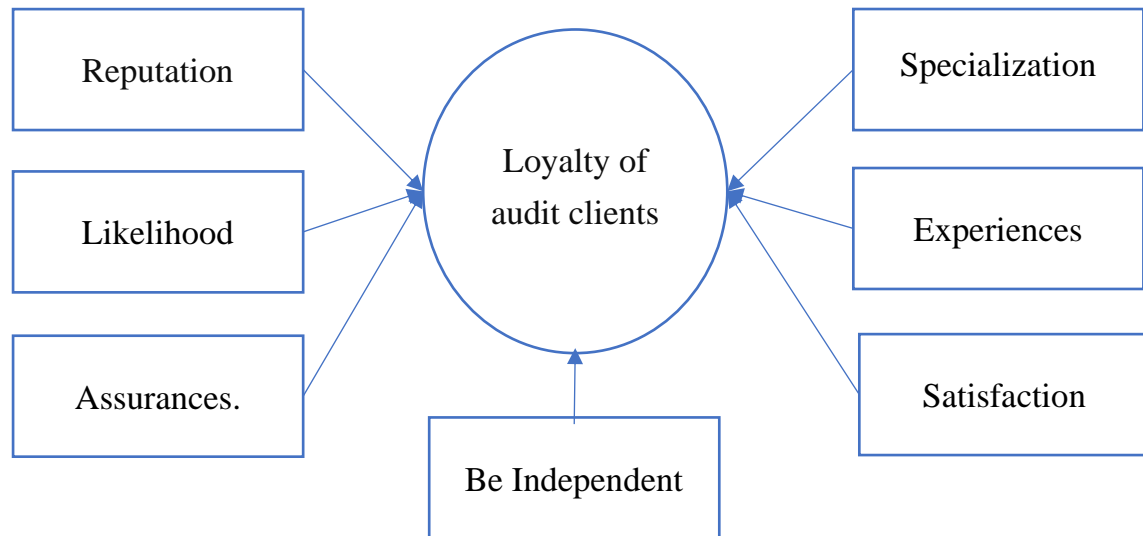 Reputation
Likelihood
Assurances.
Loyalty of
audit clients
Be Independent
Specialization
Experiences
Satisfaction